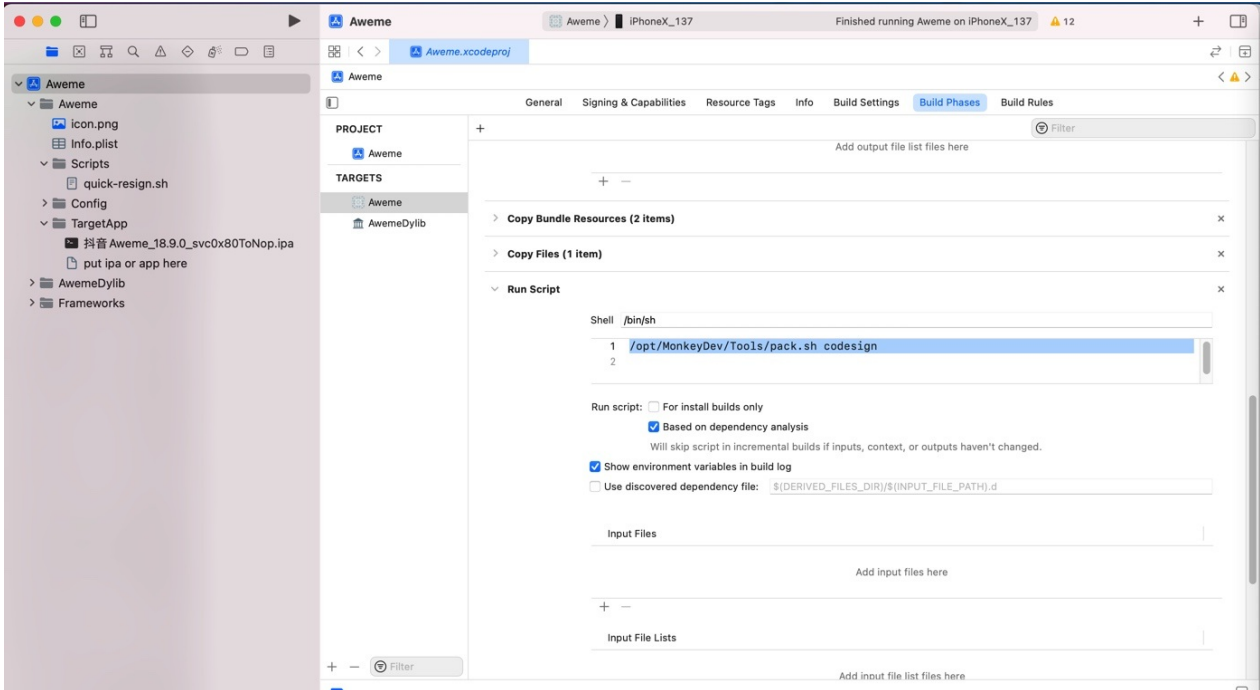 Aweme
Aweme 〉 iPhoneX_137
Finished running Aweme on iPhoneX_137
12
Aweme.xcodeproj
Aweme
Aweme
Aweme
icon.png
Info.plist
Scripts
quick-resign.sh
Config
TargetApp
抖音 Aweme_18.9.0_svc0x80ToNop.ipa
put ipa or app here
AwemeDylib
Frameworks
General
Signing & Capabilities
Resource Tags
Info
Build Settings
Build Phases
Build Rules
PROJECT
Aweme
TARGETS
Aweme
AwemeDylib
Filter
Filter
Add output file list files here
Copy Bundle Resources (2 items)
Copy Files (1 item)
Run Script
Shell /bin/sh
1 /opt/MonkeyDev/Tools/pack.sh codesign
2
Run script: For install builds only
Based on dependency analysis
Will skip script in incremental builds if inputs, context, or outputs haven't changed.
Show environment variables in build log
Use discovered dependency file: $(DERIVED_FILES_DIR)/$(INPUT_FILE_PATH).d
Input Files
Add input files here
Input File Lists
Add input file list files here